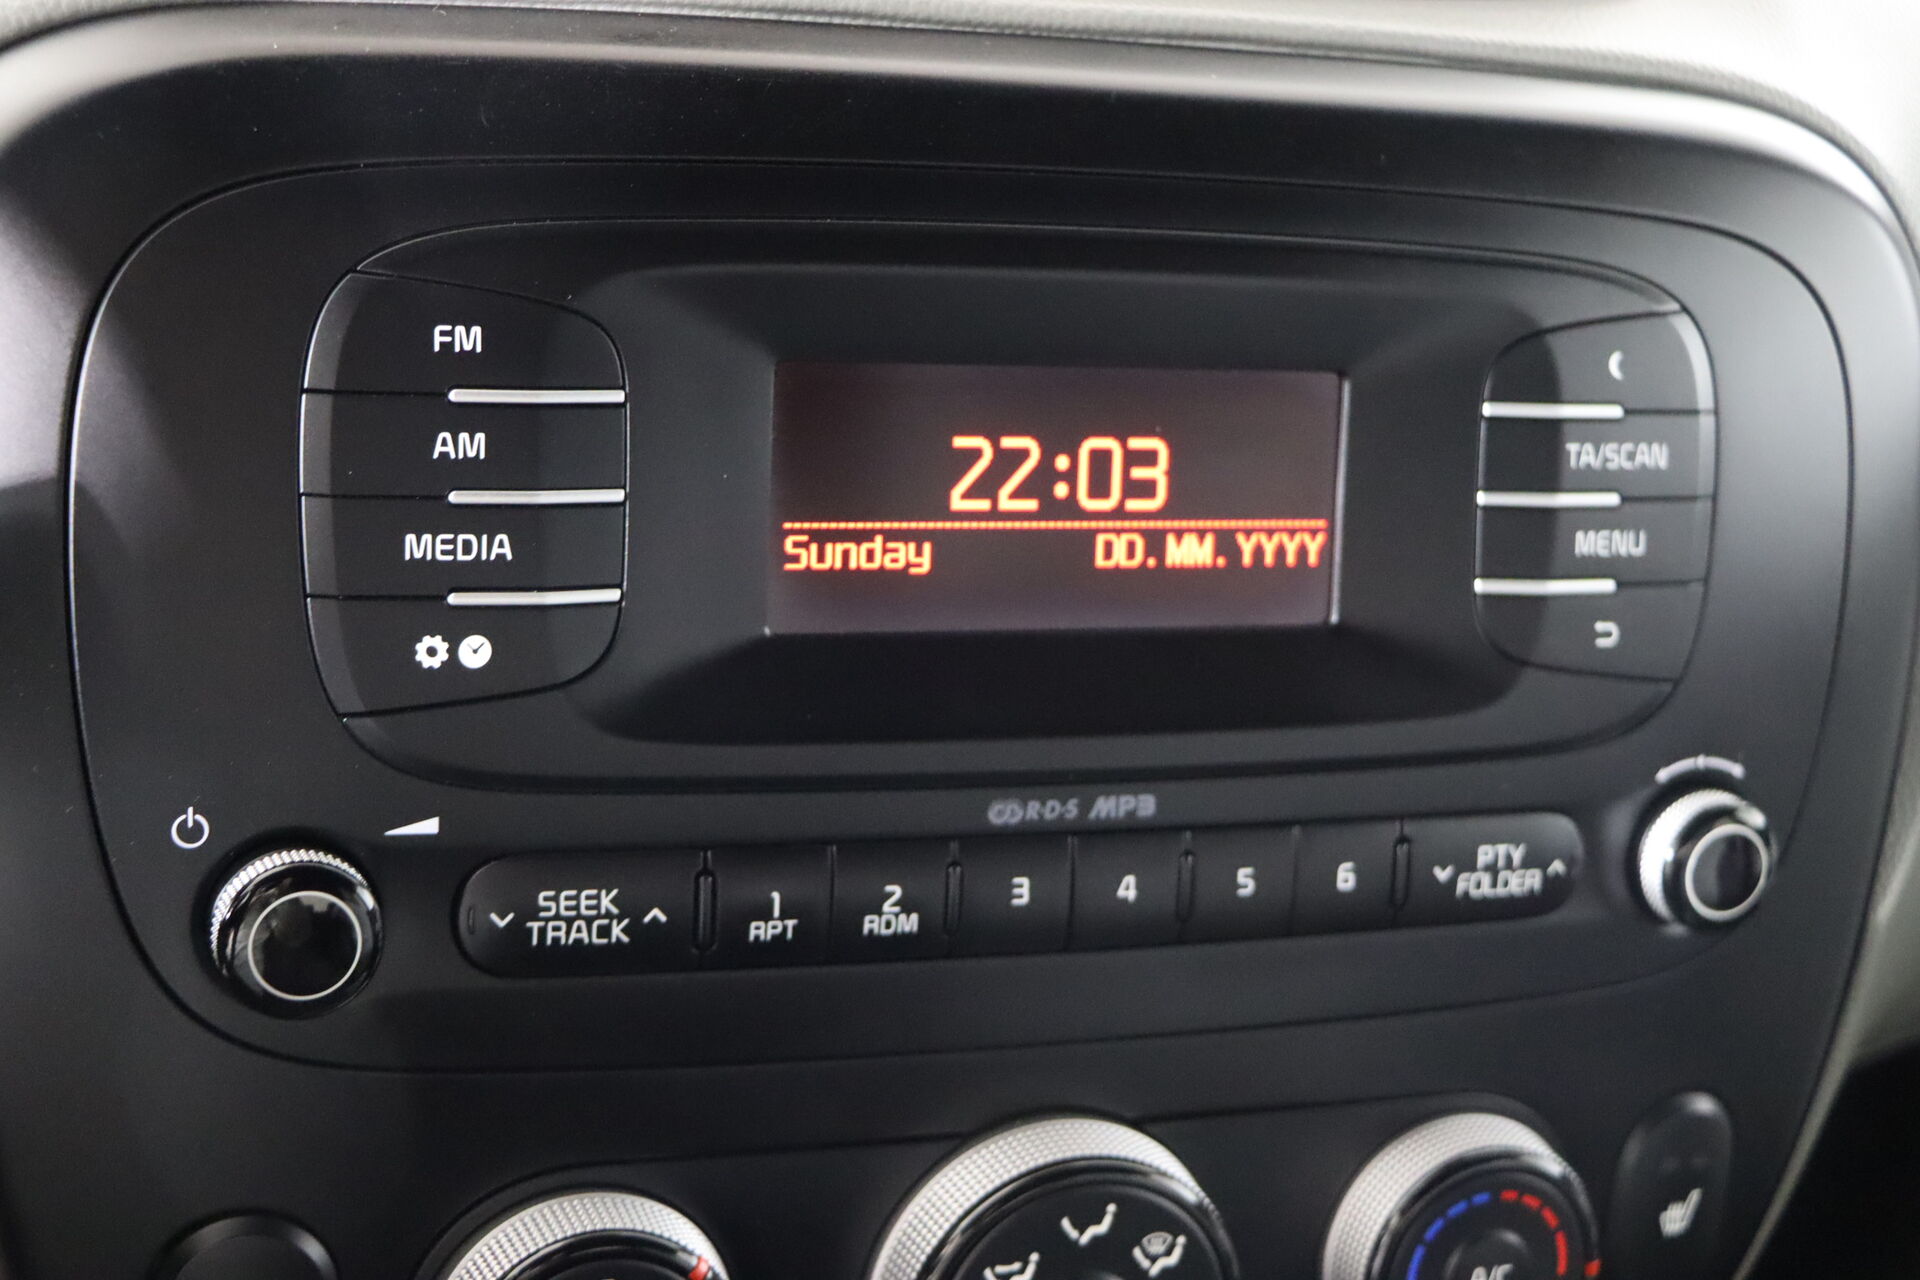 FM
AM
MEDIA
22:03
Sunday DD.MM.YYYY
TA/SCAN
MENU
R·D·S MP3
SEEK
TRACK
1
RPT
2
RDM
3
4
5
6
PTY
FOLDER
A/C